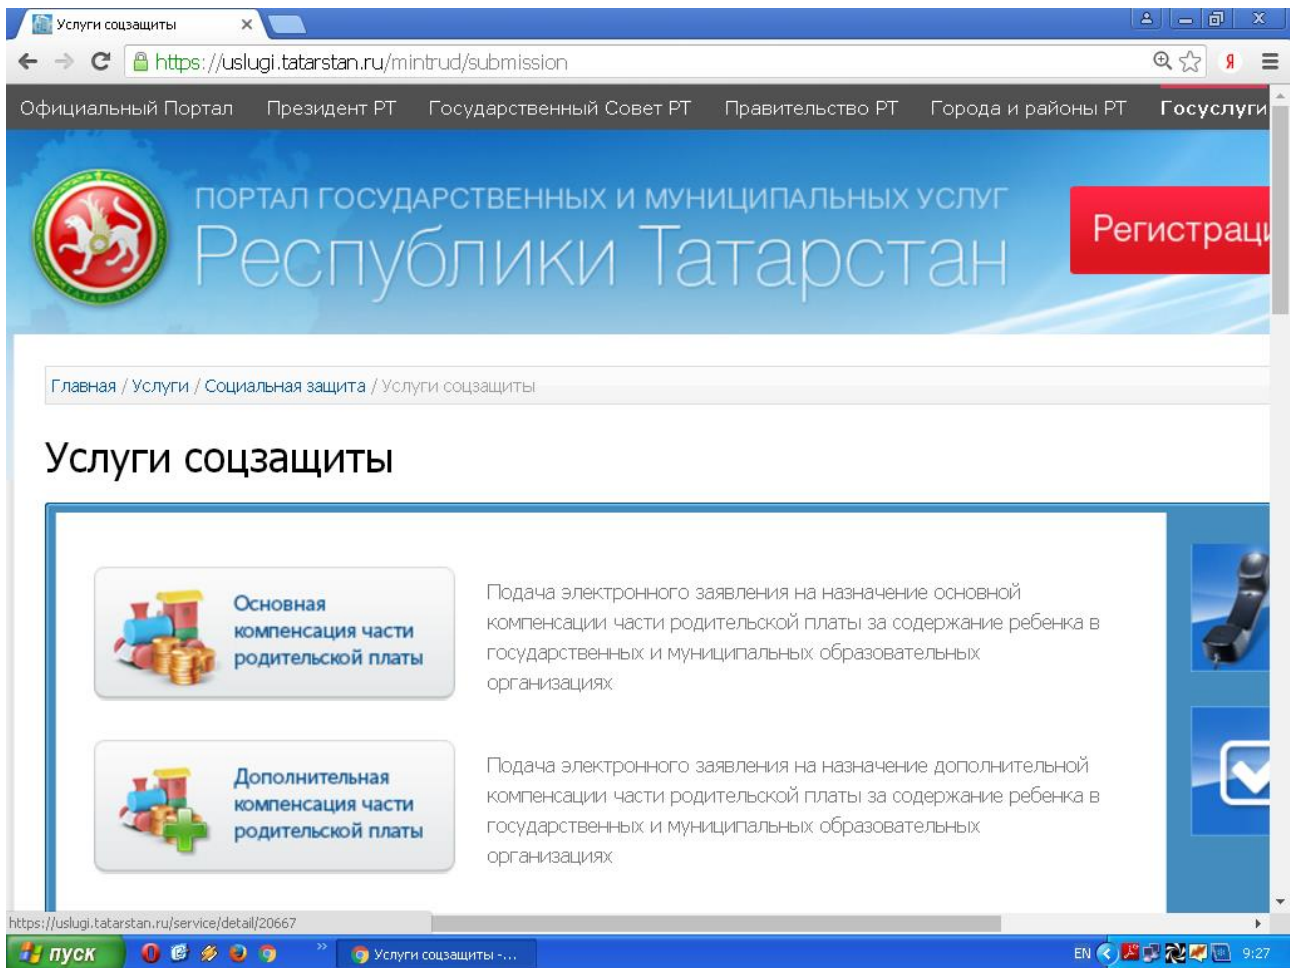 Услуги соцзащиты
https://uslugi.tatarstan.ru/mintrud/submission
Официальный Портал Президент РТ Государственный Совет РТ Правительство РТ Города и районы РТ Госуслуги
ПОРТАЛ ГОСУДАРСТВЕННЫХ И МУНИЦИПАЛЬНЫХ УСЛУГ
Республики Татарстан
Регистраци
ТАТАРСТАН
Главная / Услуги / Социальная защита / Услуги соцзащиты
Услуги соцзащиты
Основная
компенсация части
родительской платы
Подача электронного заявления на назначение основной
компенсации части родительской платы за содержание ребенка в
государственных и муниципальных образовательных
организациях
Дополнительная
компенсация части
родительской платы
Подача электронного заявления на назначение дополнительной
компенсации части родительской платы за содержание ребенка в
государственных и муниципальных образовательных
организациях
https://uslugi.tatarstan.ru/service/detail/20667
пуск Услуги соцзащиты -... EN 9:27